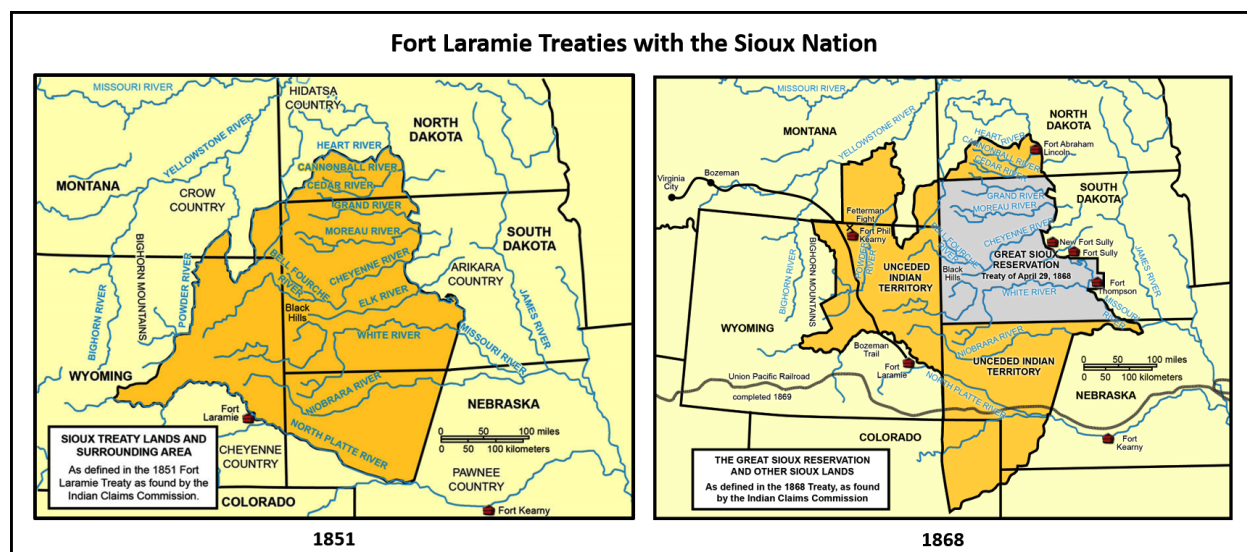 Fort Laramie Treaties with the Sioux Nation
MISSOURI RIVER
HIDATSA
COUNTRY
NORTH
DAKOTA
YELLOWSTONE RIVER
HEART RIVER
CANNONBALL RIVER
CEDAR RIVER
MONTANA
CROW
COUNTRY
GRAND RIVER
MOREAU RIVER
SOUTH
DAKOTA
BIGHORN RIVER
BIGHORN MOUNTAINS
POWDER RIVER
BELL FOURCHE
RIVER
CHEYENNE RIVER
ARIKARA
COUNTRY
ELK RIVER
Black
Hills
JAMES RIVER
WHITE RIVER
MISSOURI RIVER
WYOMING
NIOBRARA RIVER
NEBRASKA
Fort
Laramie
NORTH PLATTE RIVER
0 50 100 miles
0 50 100 kilometers
SIOUX TREATY LANDS AND
SURROUNDING AREA
As defined in the 1851 Fort
Laramie Treaty as found by the
Indian Claims Commission.
CHEYENNE
COUNTRY
PAWNEE
COUNTRY
COLORADO
Fort Kearny
1851
MISSOURI RIVER
MONTANA
YELLOWSTONE RIVER
NORTH
DAKOTA
HEART RIVER
CANNONBALL RIVER
CEDAR RIVER
Fort Abraham
Lincoln
Virginia
City
Bozeman
GRAND RIVER
MOREAU RIVER
SOUTH
DAKOTA
Fetterman
Fight
Fort Phil
Kearny
BIGHORN RIVER
BIGHORN MOUNTAINS
POWDER
RIVER
BELL FOURCHE
RIVER
CHEYENNE RIVER
New Fort Sully
Fort Sully
UNCEDED
INDIAN
TERRITORY
Black
Hills
GREAT SIOUX
RESERVATION
Treaty of April 29, 1868
JAMES RIVER
Fort
Thompson
WHITE RIVER
MISSOURI
RIVER
WYOMING
Bozeman
Trail
NIOBRARA RIVER
UNCEDED INDIAN
TERRITORY
0 50 100 miles
0 50 100 kilometers
Fort
Laramie
Union Pacific Railroad
completed 1869
NORTH PLATTE RIVER
NEBRASKA
COLORADO
Fort
Kearny
THE GREAT SIOUX RESERVATION
AND OTHER SIOUX LANDS
As defined in the 1868 Treaty, as found
by the Indian Claims Commission
1868